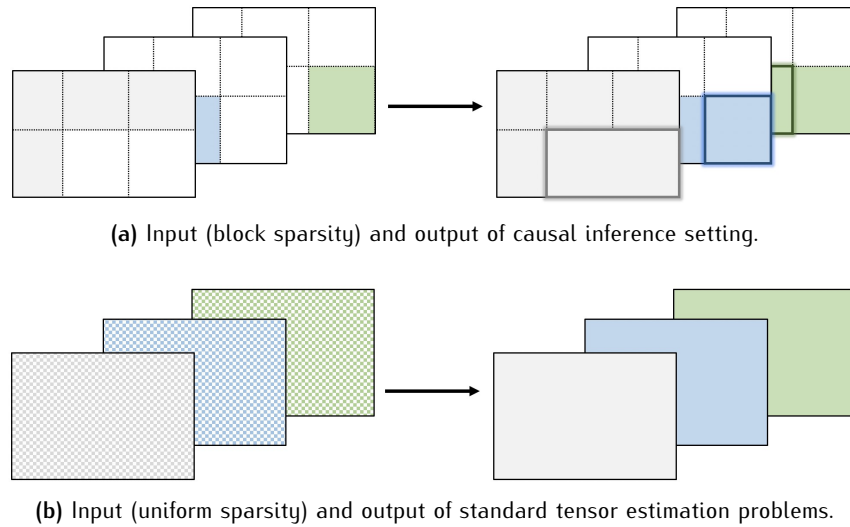 (a) Input (block sparsity) and output of causal inference setting.
(b) Input (uniform sparsity) and output of standard tensor estimation problems.